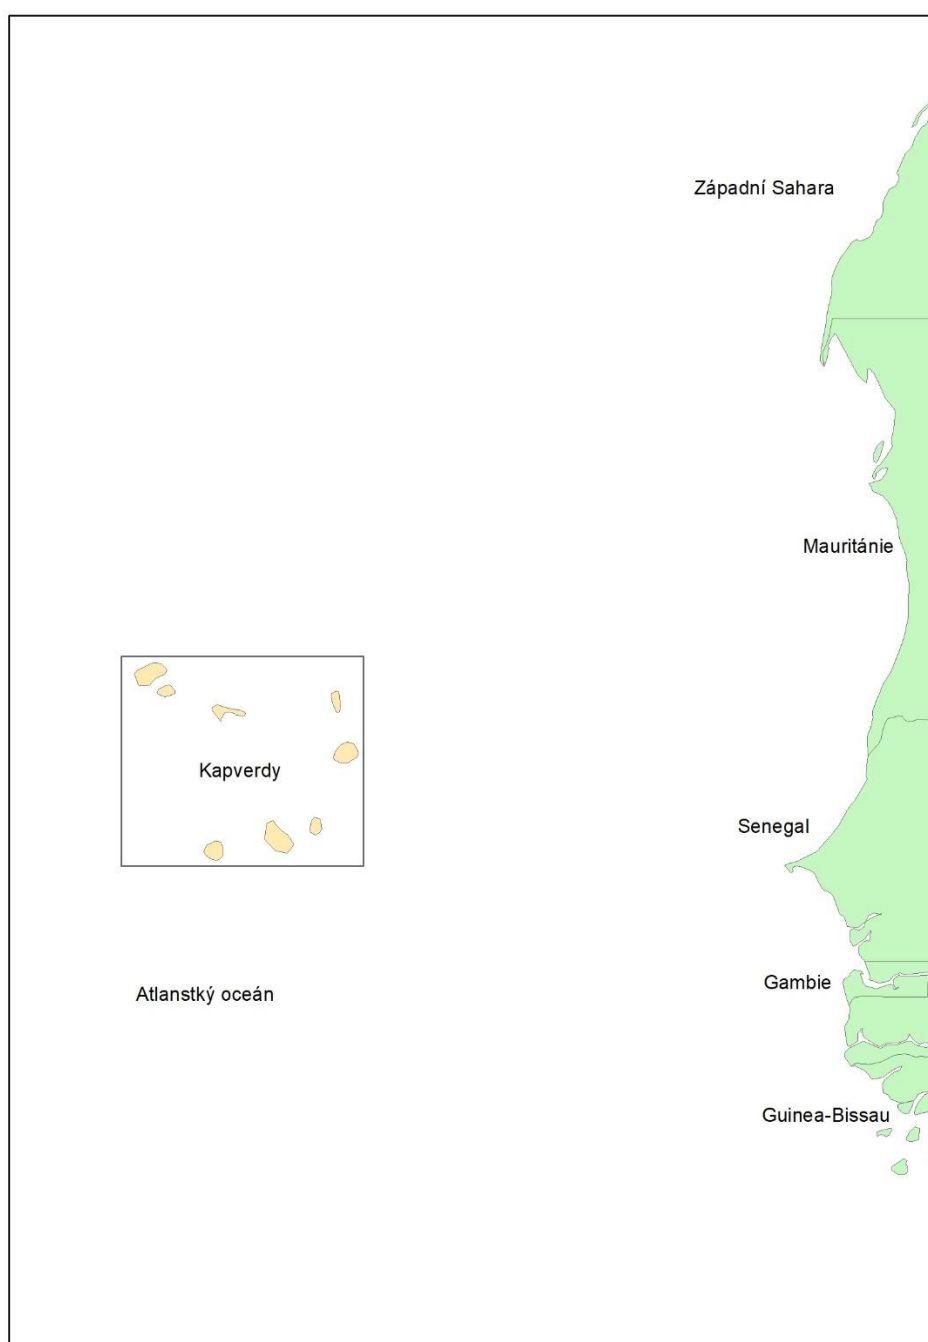 Západní Sahara
Mauritánie
Kapverdy
Senegal
Gambie
Atlanstký oceán
Guinea-Bissau